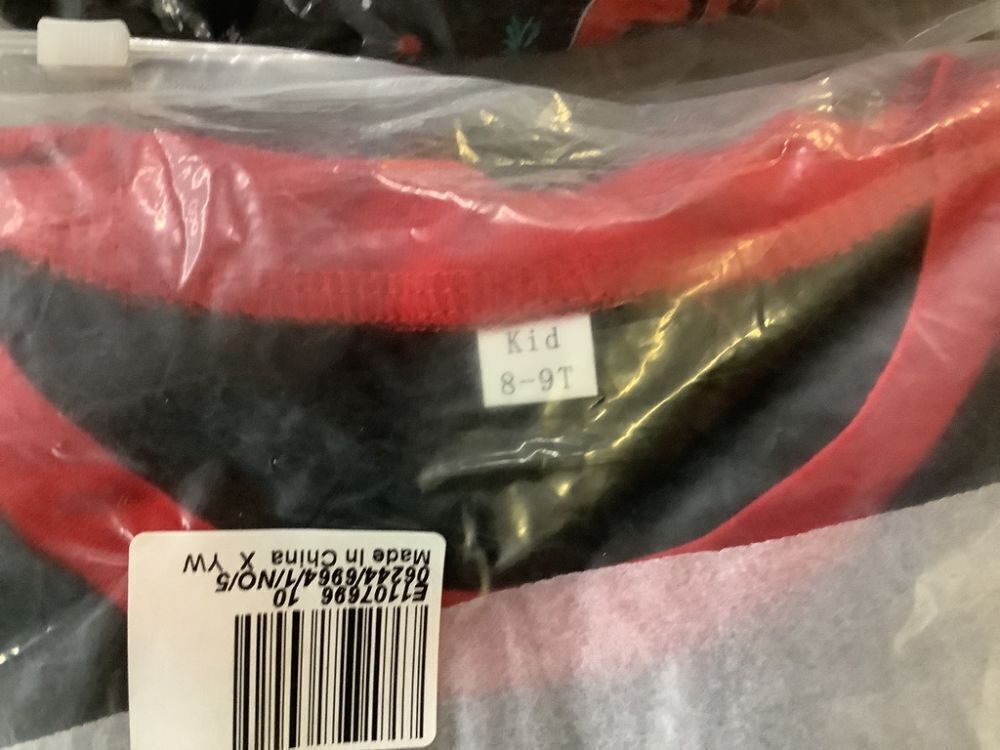 Kid
8-9T
E1107696 10
06244/6964/1/NO/5
Made In China X YW